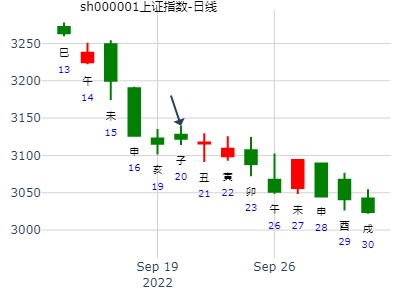 sh000001上证指数-日线
3250
3200
3150
3100
3050
3000
巳
13
午
14
未
15
申
16
亥
19
子
20
丑
21
寅
22
卯
23
午
26
未
27
申
28
酉
29
戌
30
Sep 19
2022
Sep 26